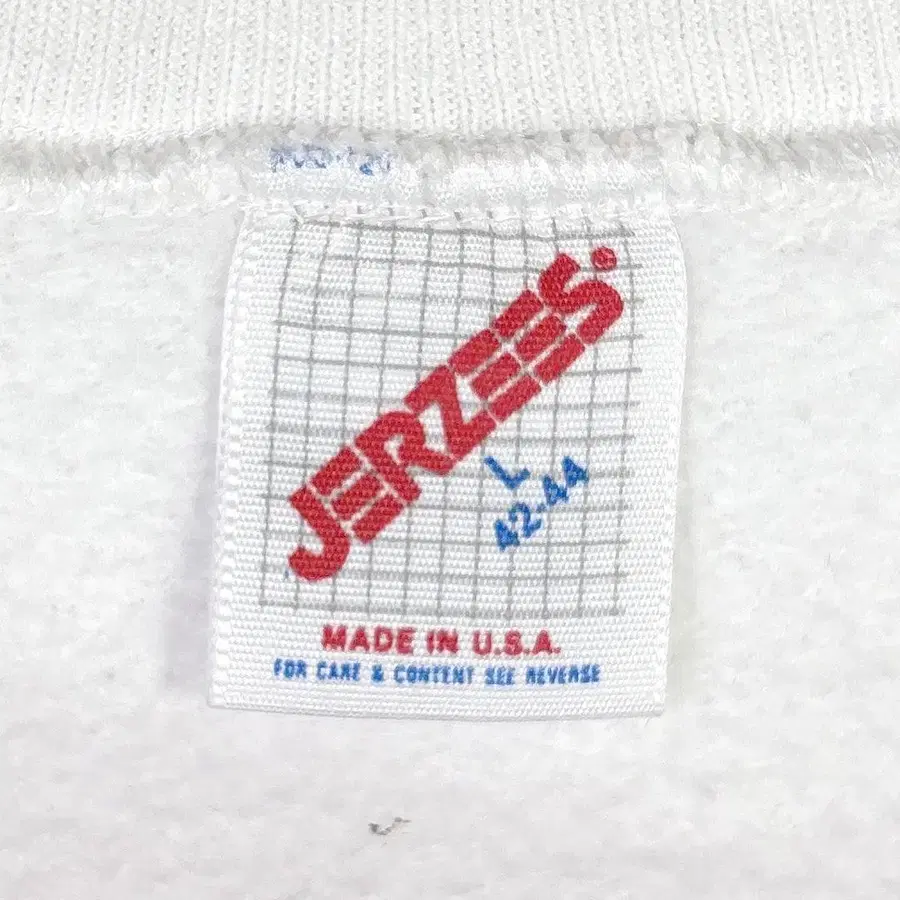 JERZEES®
L
42-44
MADE IN U.S.A.
FOR CARE & CONTENT SEE REVERSE